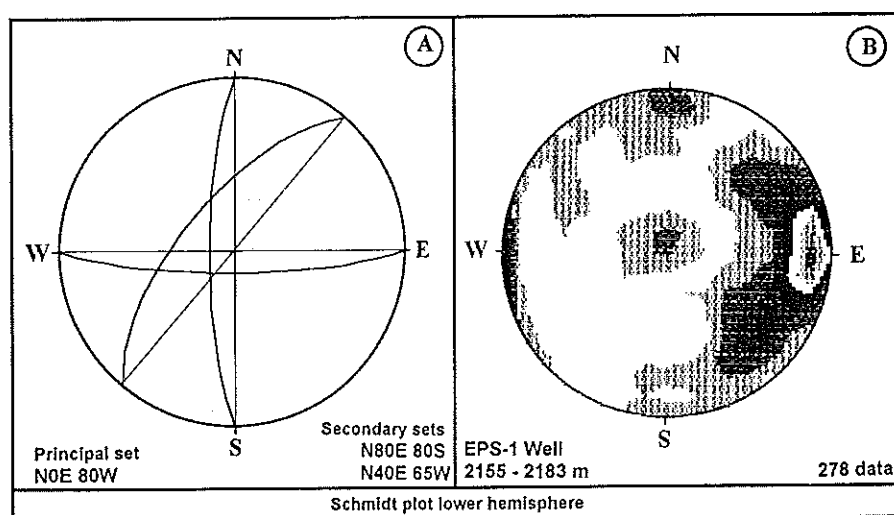 A
N
W
E
S
Principal set
N0E 80W
Secondary sets
N80E 80S
N40E 65W
B
N
W
E
S
EPS-1 Well
2155 - 2183 m
278 data
Schmidt plot lower hemisphere